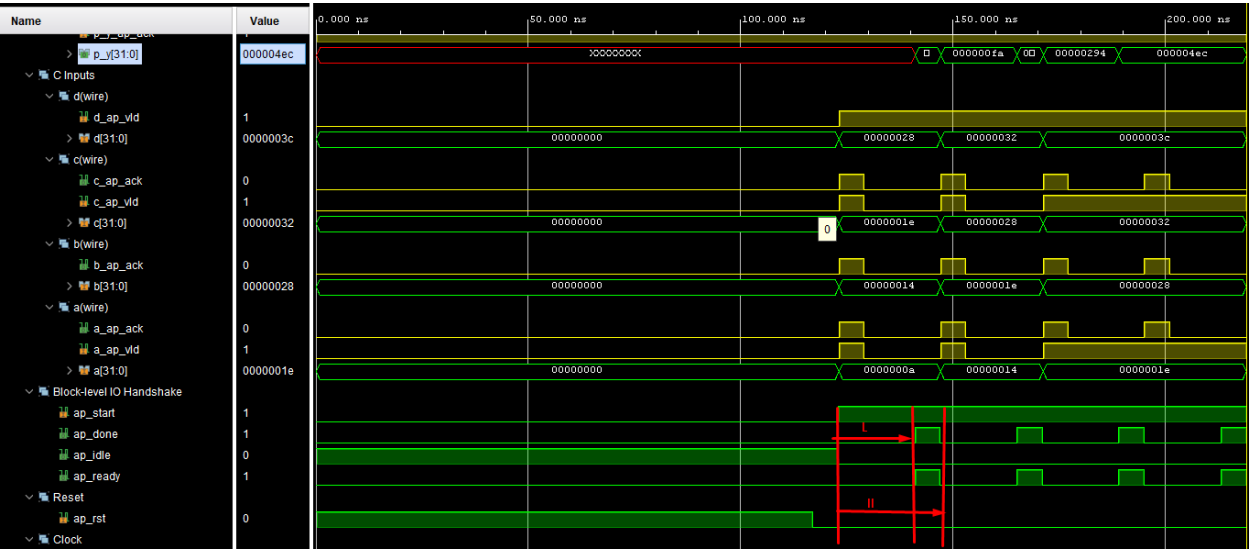 Name Value 0.000 ns 50.000 ns 100.000 ns 150.000 ns 200.000 ns
p_y_ap_ack 1
p_y[31:0] 000004ec XXXXXXXX 000000fa 00000294 000004ec
C Inputs
d(wire)
d_ap_vld 1
d[31:0] 0000003c 00000000 00000028 00000032 0000003c
c(wire)
c_ap_ack 0
c_ap_vld 1
c[31:0] 00000032 00000000 0 0000001e 00000028 00000032
b(wire)
b_ap_ack 0
b[31:0] 00000028 00000000 00000014 0000001e 00000028
a(wire)
a_ap_ack 0
a_ap_vld 1
a[31:0] 0000001e 00000000 0000000a 00000014 0000001e
Block-level IO Handshake
ap_start 1
ap_done 1 L
ap_idle 0
ap_ready 1
Reset II
ap_rst 0
Clock